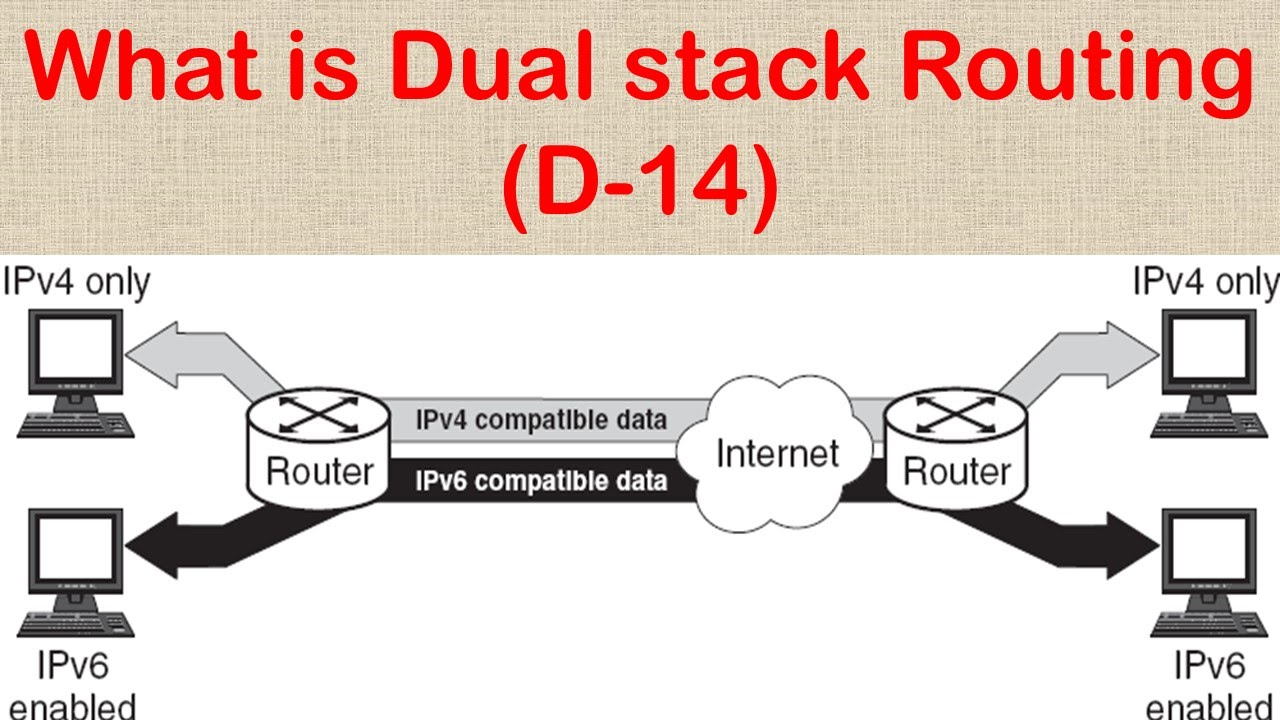 What is Dual stack Routing
(D-14)
IPv4 only
IPv4 only
IPv4 compatible data
Router
Internet
Router
IPv6 compatible data
IPv6
enabled
IPv6
enabled